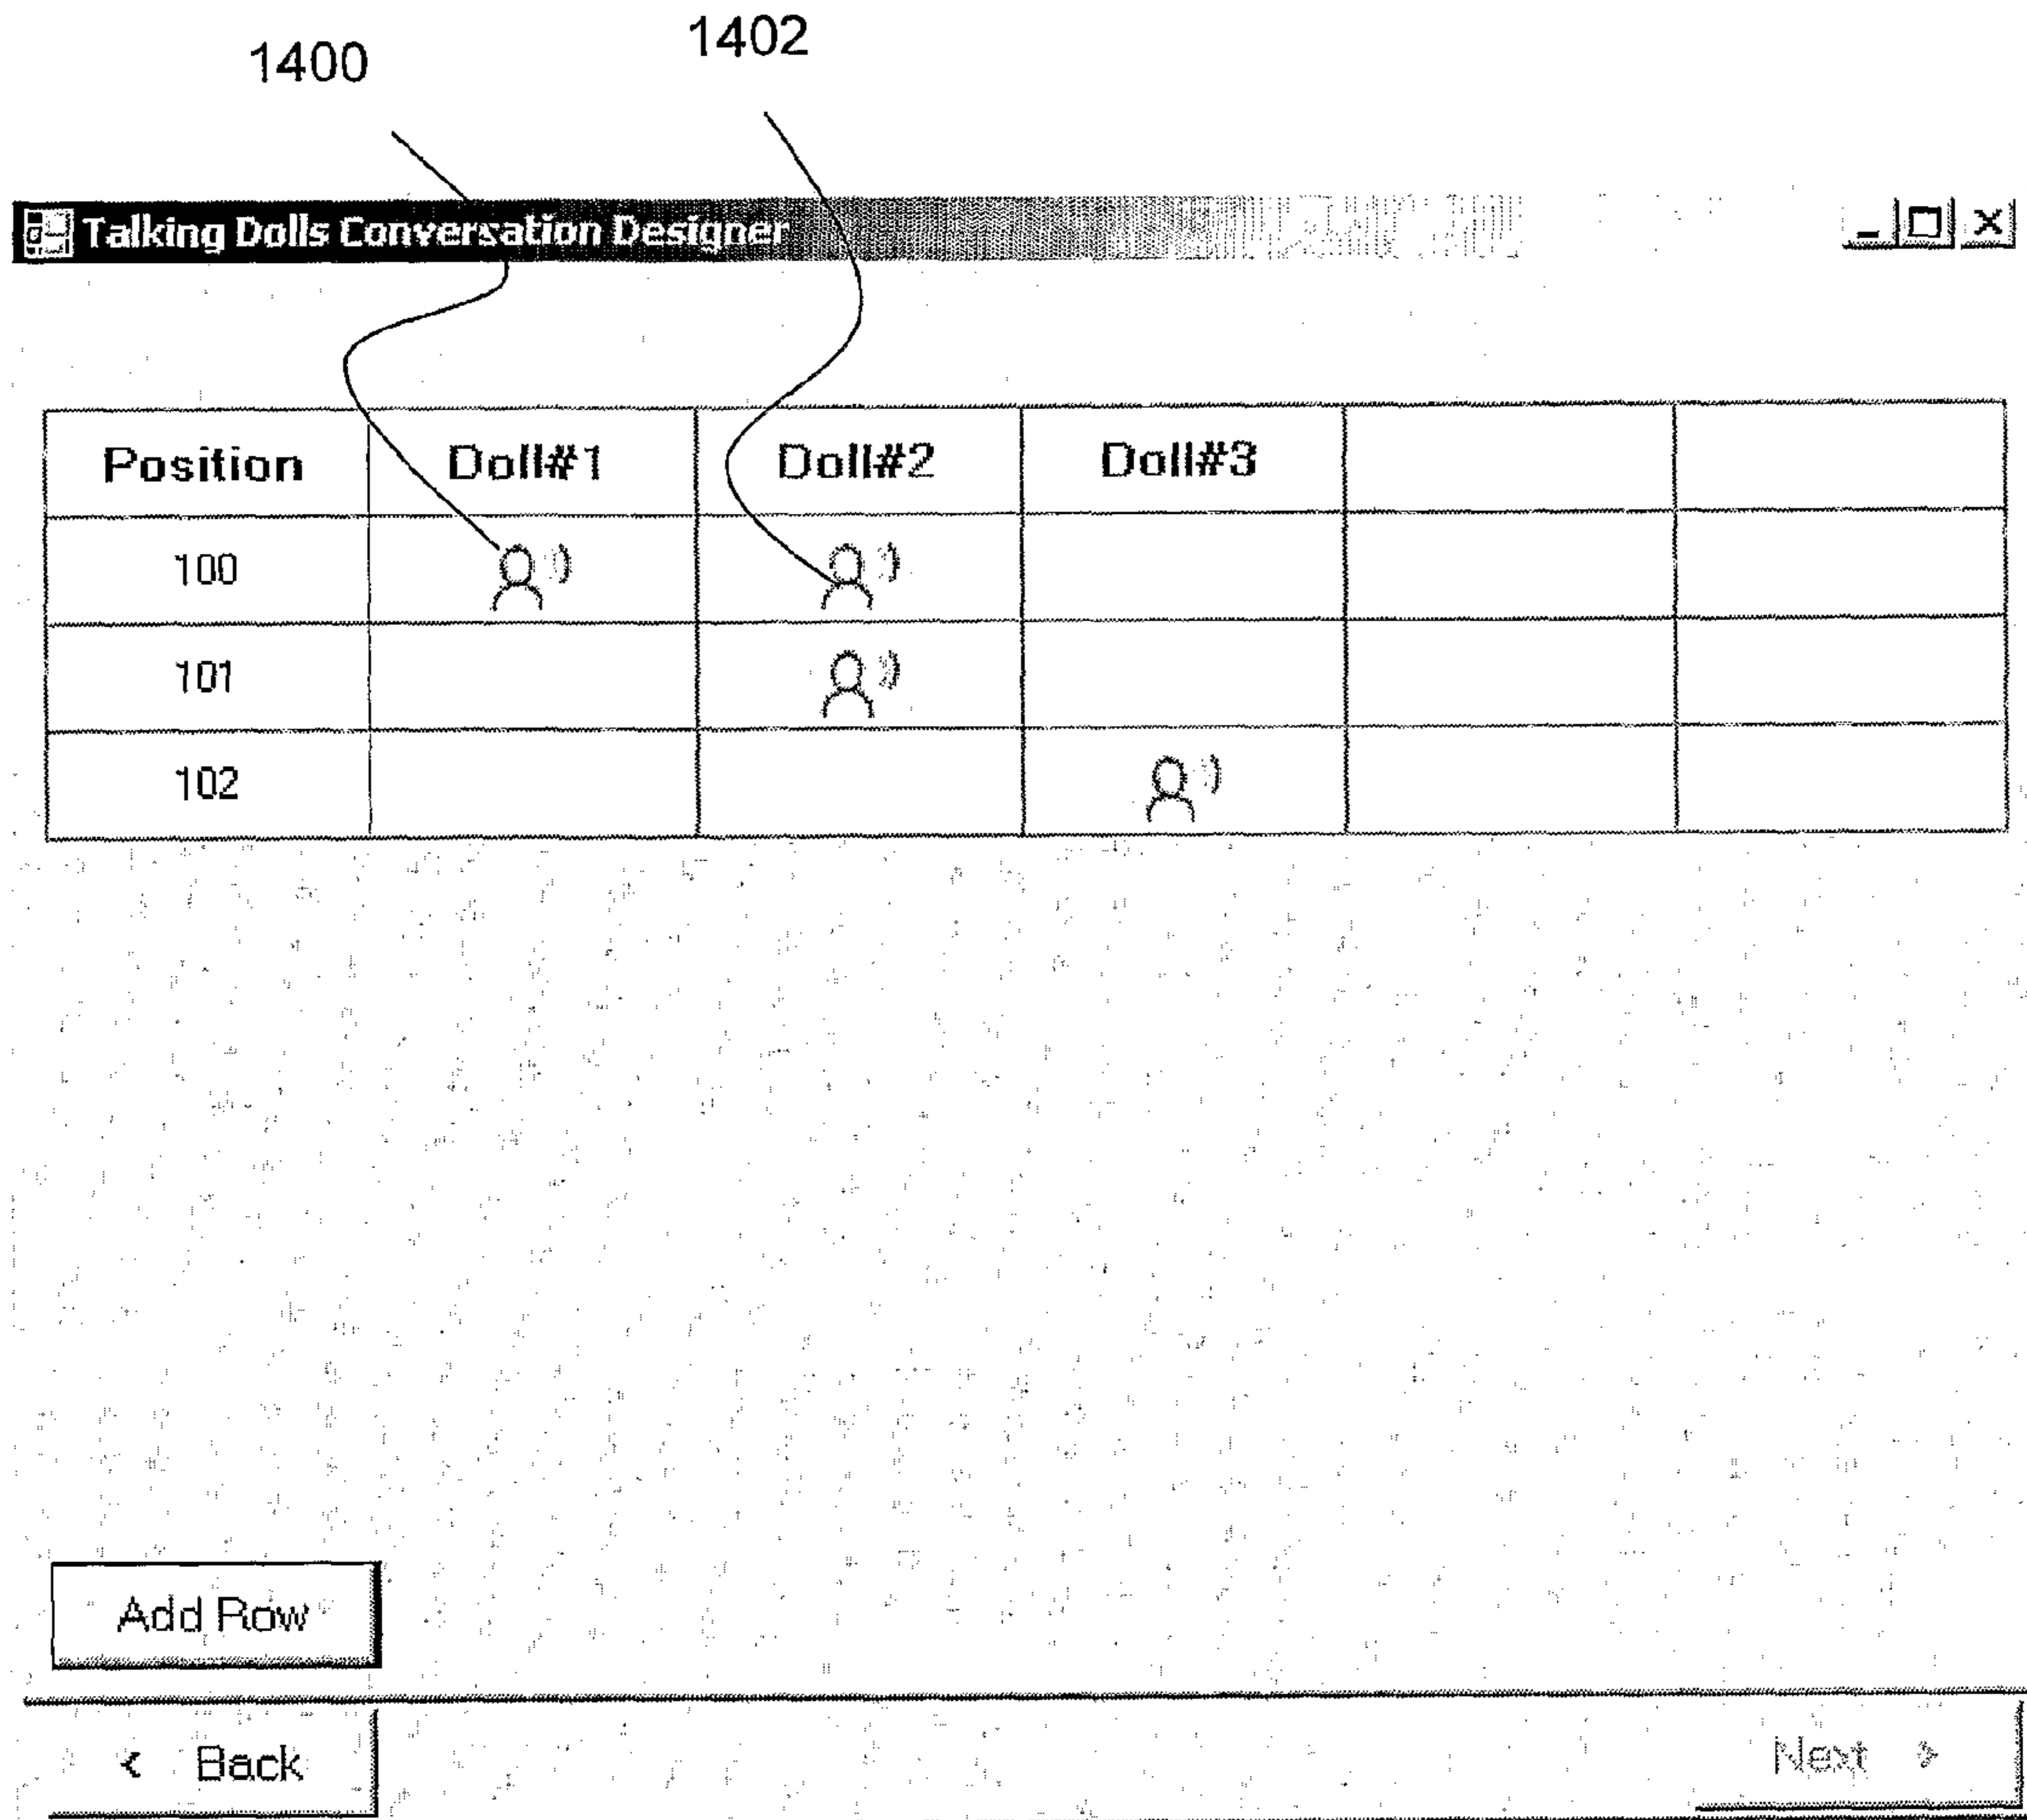 1400 1402
Talking Dolls Conversation Designer
Position Doll#1 Doll#2 Doll#3
100
101
102
Add Row
< Back Next >